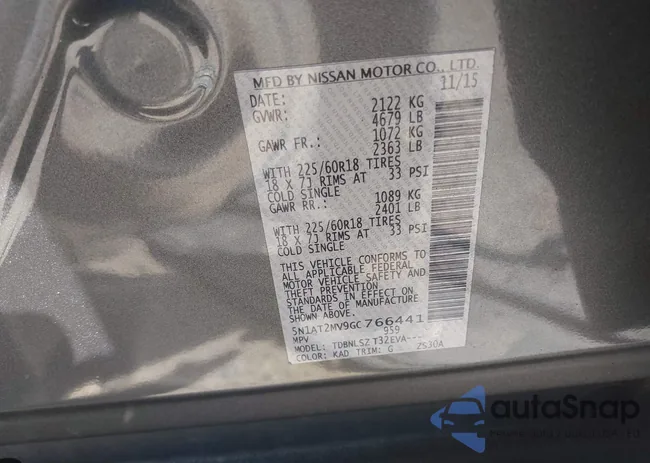 MFD BY NISSAN MOTOR CO., LTD.
DATE: 11/15
GVWR: 2122 KG
4679 LB
GAWR FR.: 1072 KG
2363 LB
WITH 225/60R18 TIRES
18 X 7J RIMS AT 33 PSI
COLD SINGLE
GAWR RR.: 1089 KG
2401 LB
WITH 225/60R18 TIRES
18 X 7J RIMS AT 33 PSI
COLD SINGLE
THIS VEHICLE CONFORMS TO
ALL APPLICABLE FEDERAL
MOTOR VEHICLE SAFETY AND
THEFT PREVENTION
STANDARDS IN EFFECT ON
THE DATE OF MANUFACTURE
SHOWN ABOVE.
5N1AT2MV9GC766441
MPV 959
MODEL: TDBNLSZ T32EVA---
COLOR: KAD TRIM: G 2530A
autaSnap